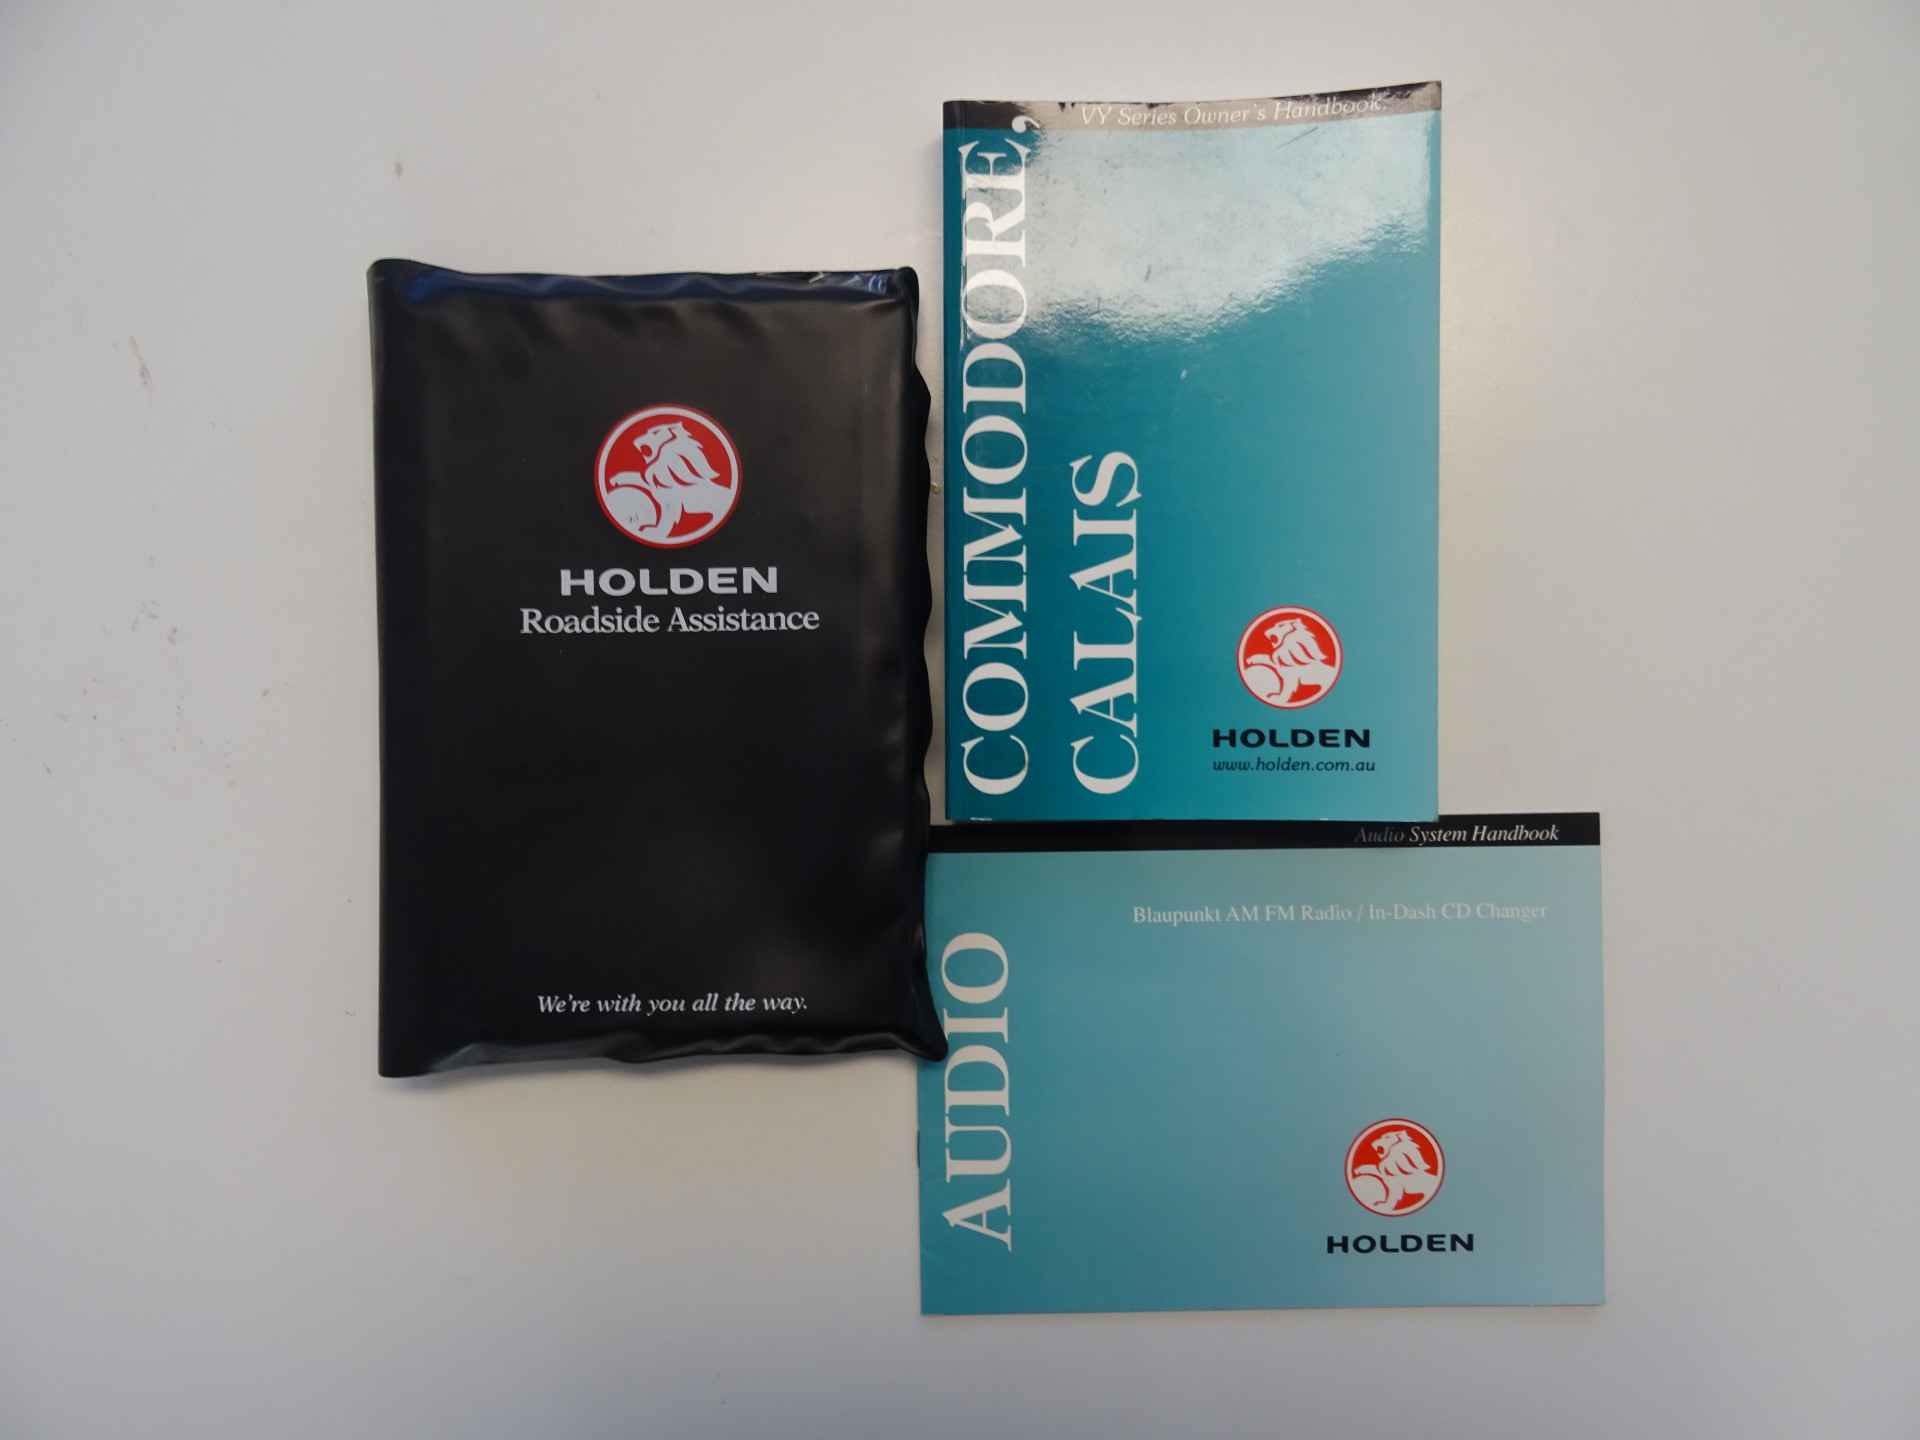 HOLDEN
Roadside Assistance
We're with you all the way.
VY Series Owner's Handbook.
COMMODORE,
CALAIS
HOLDEN
www.holden.com.au
Audio System Handbook
Blaupunkt AM FM Radio / In-Dash CD Changer
AUDIO
HOLDEN